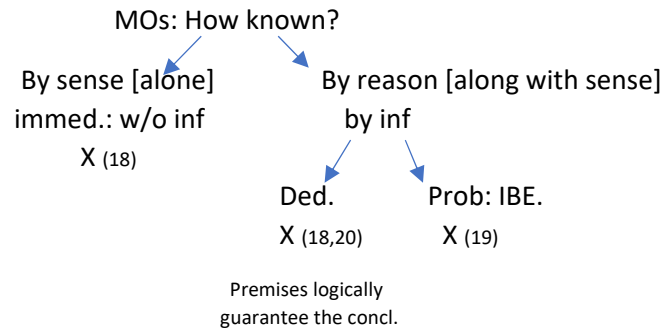 MOs: How known?
By sense [alone]
immed.: w/o inf
X (18)
By reason [along with sense]
by inf
Ded.
X (18,20)
Prob: IBE.
X (19)
Premises logically
guarantee the concl.